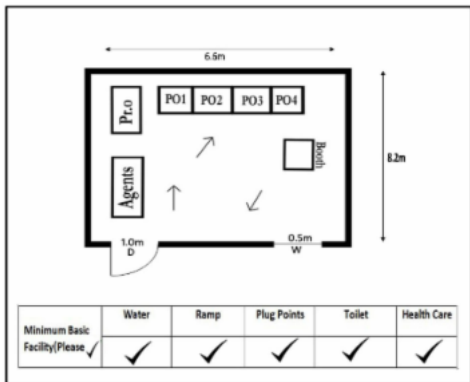 6.6m
Pr.o
PO1 PO2 PO3 PO4
Booth
8.2m
Agents
1.0m
D
0.5m
W
Water Ramp Plug Points Toilet Health Care
Minimum Basic
Facility(Please ✓ ✓ ✓ ✓ ✓ ✓